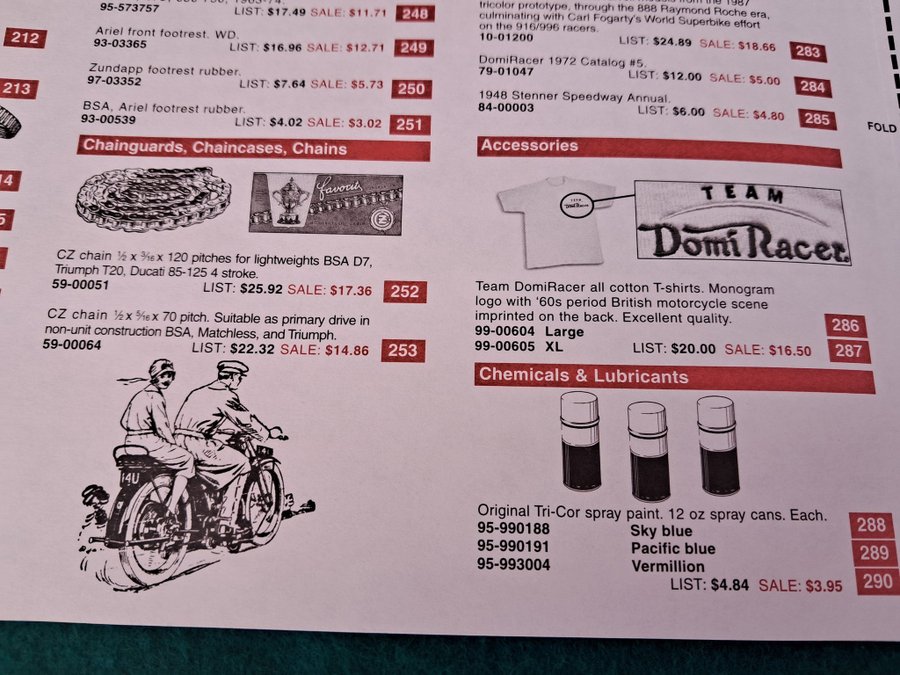 95-573757
LIST: $17.49 SALE: $11.71 248
Ariel front footrest. WD.
93-03365 LIST: $16.96 SALE: $12.71 249
Zundapp footrest rubber.
97-03352 LIST: $7.64 SALE: $5.73 250
BSA, Ariel footrest rubber.
93-00539 LIST: $4.02 SALE: $3.02 251
212
213
Chainguards, Chaincases, Chains
favorit
CZ
CZ chain ½ x 5⁄16 x 120 pitches for lightweights BSA D7,
Triumph T20, Ducati 85-125 4 stroke.
59-00051 LIST: $25.92 SALE: $17.36 252
CZ chain ½ x 5⁄16 x 70 pitch. Suitable as primary drive in
non-unit construction BSA, Matchless, and Triumph.
59-00064 LIST: $22.32 SALE: $14.86 253
14U
tricolor prototype, through the 888 Raymond Roche era,
culminating with Carl Fogarty's World Superbike effort
on the 916/996 racers.
10-01200 LIST: $24.89 SALE: $18.66 283
DomiRacer 1972 Catalog #5.
79-01047 LIST: $12.00 SALE: $5.00 284
1948 Stenner Speedway Annual.
84-00003 LIST: $6.00 SALE: $4.80 285
FOLD
Accessories
TEAM
DomiRacer
Team DomiRacer all cotton T-shirts. Monogram
logo with '60s period British motorcycle scene
imprinted on the back. Excellent quality.
99-00604 Large 286
99-00605 XL LIST: $20.00 SALE: $16.50 287
Chemicals & Lubricants
Original Tri-Cor spray paint. 12 oz spray cans. Each.
95-990188 Sky blue 288
95-990191 Pacific blue 289
95-993004 Vermillion
LIST: $4.84 SALE: $3.95 290